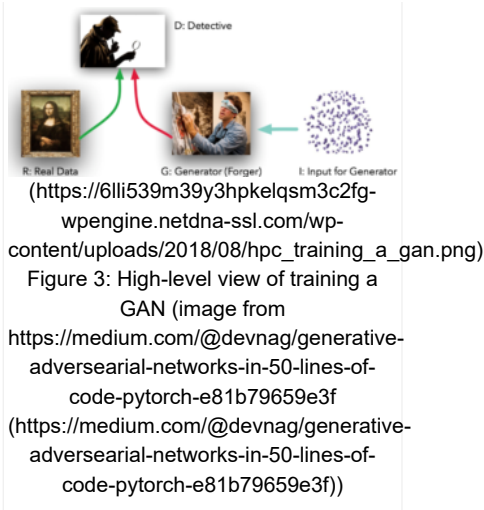 D: Detective
R: Real Data
G: Generator (Forger)
I: Input for Generator
(https://6lli539m39y3hpkelqsm3c2fg-
wpengine.netdna-ssl.com/wp-
content/uploads/2018/08/hpc_training_a_gan.png)
Figure 3: High-level view of training a
GAN (image from
https://medium.com/@devnag/generative-
adversearial-networks-in-50-lines-of-
code-pytorch-e81b79659e3f
(https://medium.com/@devnag/generative-
adversearial-networks-in-50-lines-of-
code-pytorch-e81b79659e3f))